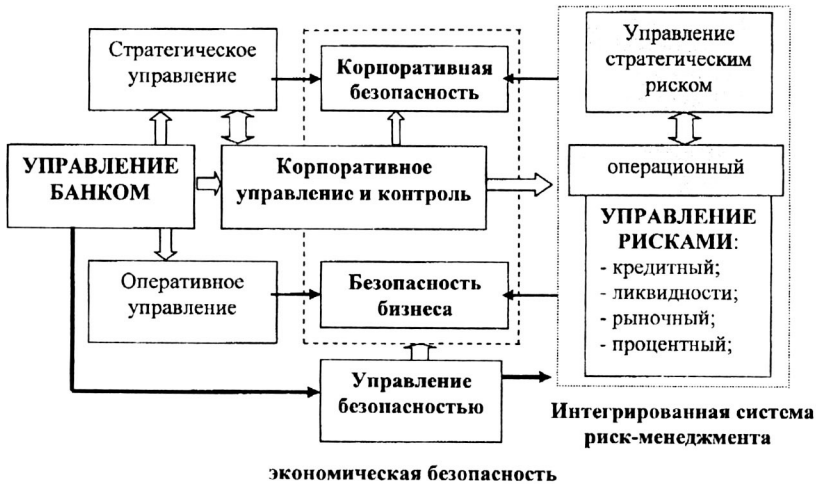 Стратегическое
управление
Корпоративная
безопасность
Управление
стратегическим
риском
УПРАВЛЕНИЕ
БАНКОМ
Корпоративное
управление и контроль
операционный
УПРАВЛЕНИЕ
РИСКАМИ:
- кредитный;
- ликвидности;
- рыночный;
- процентный;
Оперативное
управление
Безопасность
бизнеса
Управление
безопасностью
Интегрированная система
риск-менеджмента
экономическая безопасность